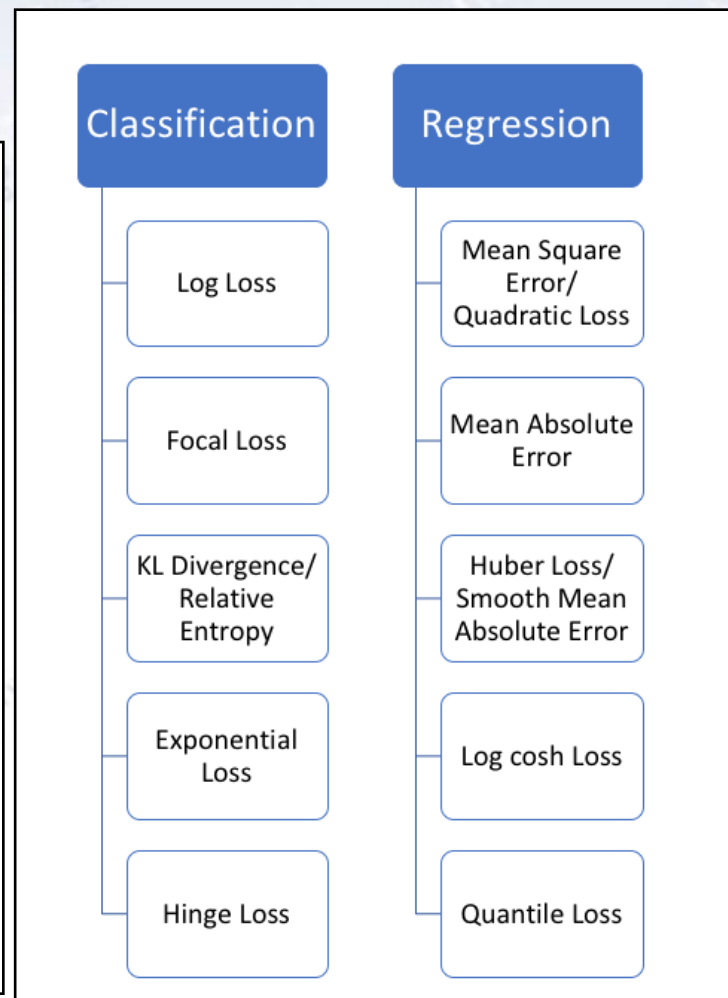 Classification
Log Loss
Focal Loss
KL Divergence/
Relative
Entropy
Exponential
Loss
Hinge Loss
Regression
Mean Square
Error/
Quadratic Loss
Mean Absolute
Error
Huber Loss/
Smooth Mean
Absolute Error
Log cosh Loss
Quantile Loss